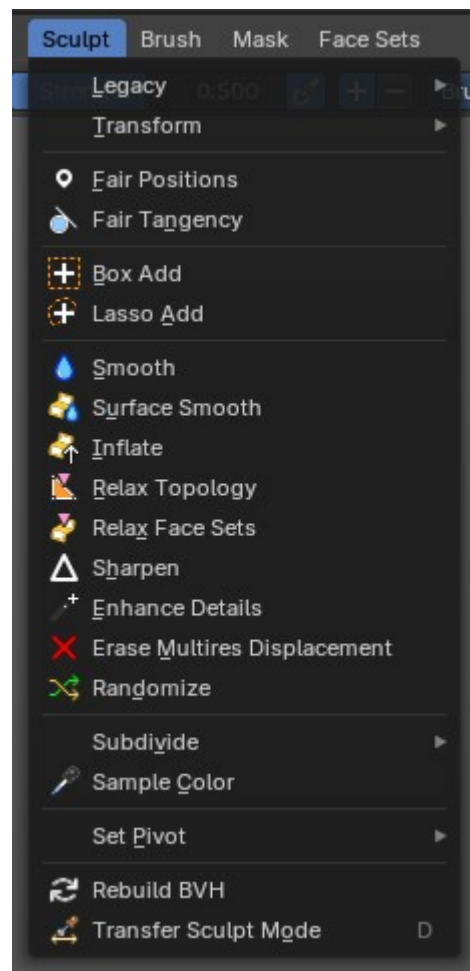 Sculpt Brush Mask Face Sets
Legacy
0.500
Transform
Fair Positions
Fair Tangency
Box Add
Lasso Add
Smooth
Surface Smooth
Inflate
Relax Topology
Relax Face Sets
Sharpen
Enhance Details
Erase Multires Displacement
Randomize
Subdivide
Sample Color
Set Pivot
Rebuild BVH
Transfer Sculpt Mode D